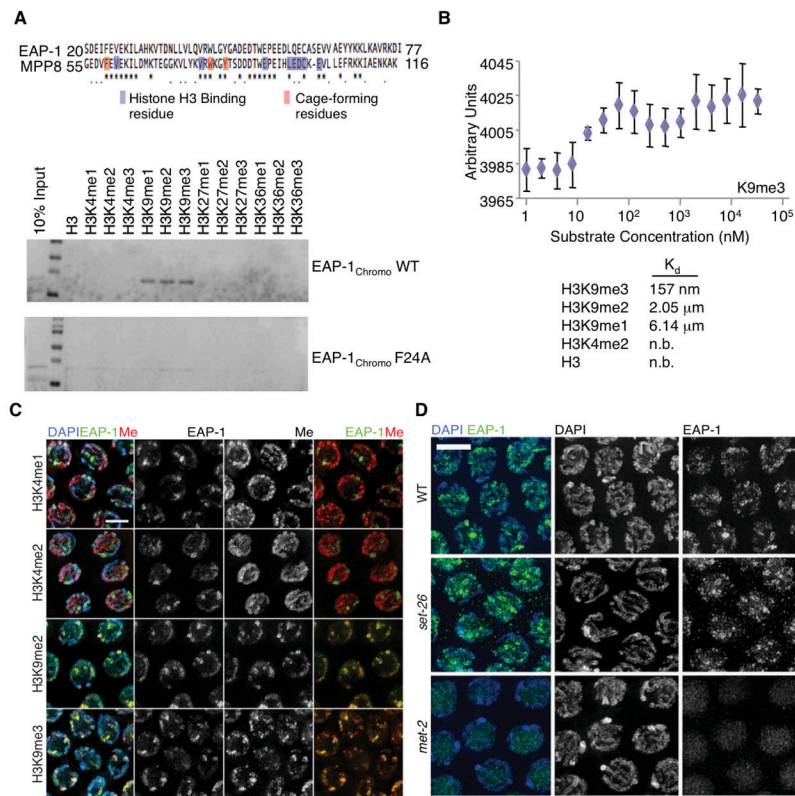 A
EAP-1 20 SDEIFEVEKILAHKVTDNLLVLQVRWLGYGADEDTWEPEEDLQECASEVVAEYYKKLKAVRKDI 77
MPP8 55 GEDVFEVEKILDMKTEGGKVLYKVRWKGYTSDDDTWEPEIHLEDCKEVLLEFRKKIAENKAK 116
Histone H3 Binding residue
Cage-forming residues
10% Input
H3
H3K4me1
H3K4me2
H3K4me3
H3K9me1
H3K9me2
H3K9me3
H3K27me1
H3K27me2
H3K27me3
H3K36me1
H3K36me2
H3K36me3
EAP-1Chromo WT
EAP-1Chromo F24A
B
Arbitrary Units
4045
4025
4005
3985
3965
K9me3
1 10 10² 10³ 10⁴ 10⁵
Substrate Concentration (nM)
Kd
H3K9me3 157 nm
H3K9me2 2.05 μm
H3K9me1 6.14 μm
H3K4me2 n.b.
H3 n.b.
C
DAPI EAP-1 Me
EAP-1
Me
EAP-1 Me
H3K4me1
H3K4me2
H3K9me2
H3K9me3
D
DAPI EAP-1
DAPI
EAP-1
WT
set-26
met-2